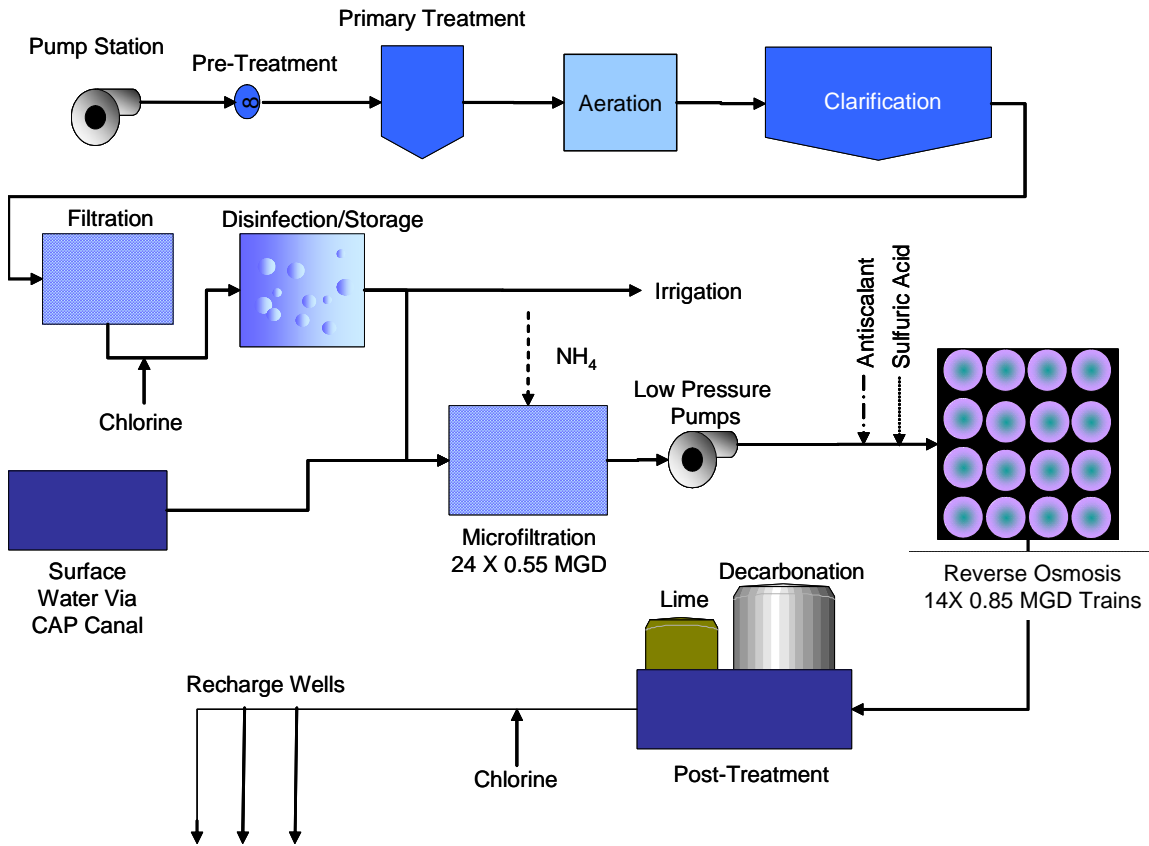 Primary Treatment
Pump Station
Pre-Treatment
8
Aeration
Clarification
Filtration
Disinfection/Storage
Irrigation
Chlorine
NH4
Low Pressure
Pumps
Antiscalant
Sulfuric Acid
Microfiltration
24 X 0.55 MGD
Surface
Water Via
CAP Canal
Reverse Osmosis
14X 0.85 MGD Trains
Decarbonation
Lime
Post-Treatment
Recharge Wells
Chlorine